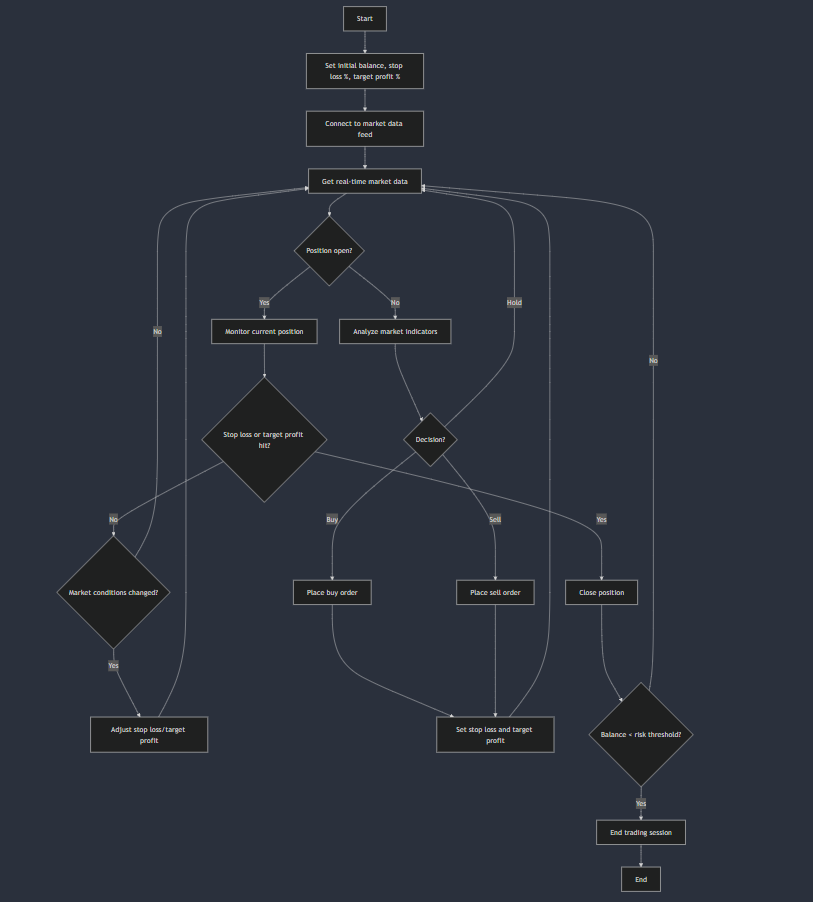 Start
Set initial balance, stop
loss %, target profit %
Connect to market data
feed
Get real-time market data
Position open?
Yes
No
Hold
Monitor current position
Analyze market indicators
No
No
Stop loss or target profit
hit?
Decision?
No
Buy
Sell
Yes
Market conditions changed?
Place buy order
Place sell order
Close position
Yes
Adjust stop loss/target
profit
Set stop loss and target
profit
Balance < risk threshold?
Yes
End trading session
End